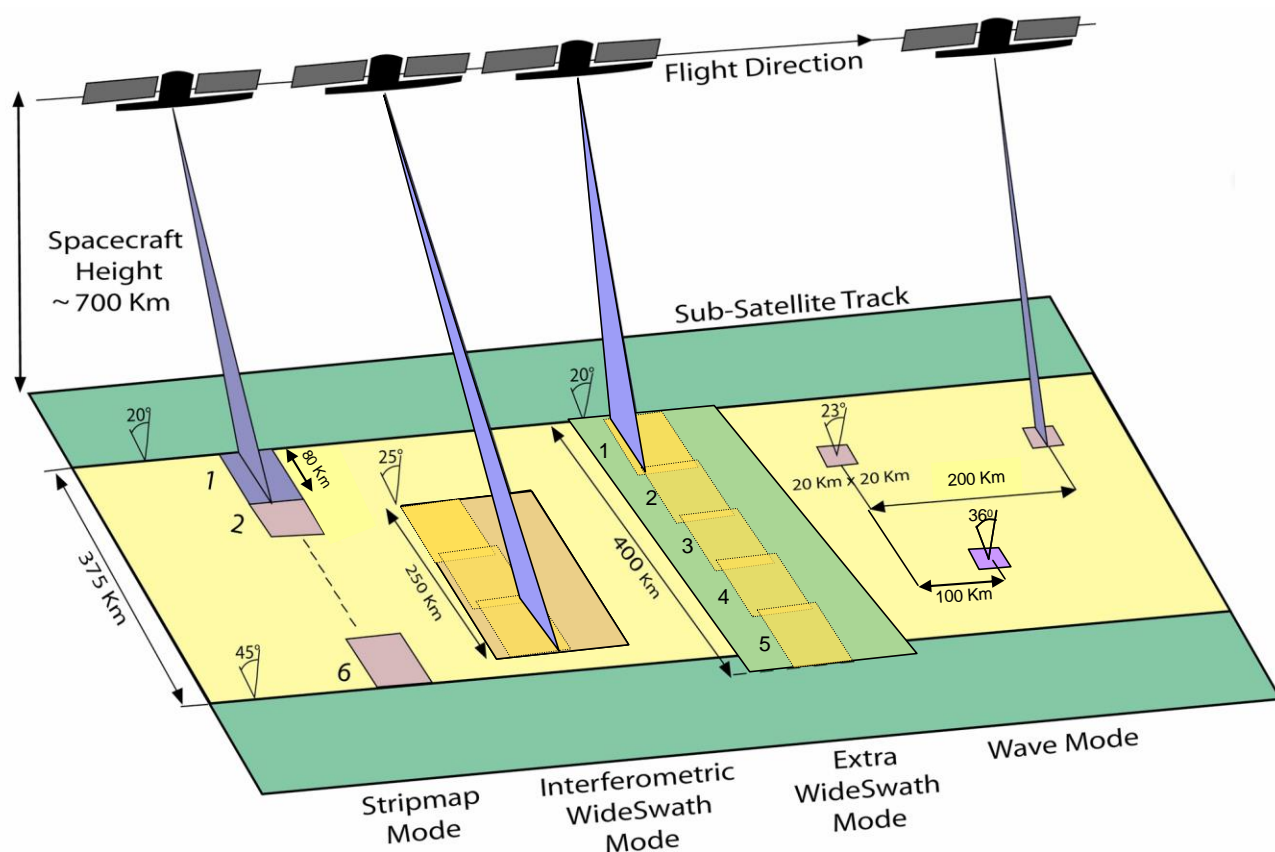 Flight Direction
Spacecraft
Height
~ 700 Km
Sub-Satellite Track
20°
20°
23°
1
80 Km
25°
1
20 Km x 20 Km
200 Km
2
2
36°
375 Km
250 Km
400 Km
3
100 Km
4
45°
6
5
Stripmap
Mode
Interferometric
WideSwath
Mode
Extra
WideSwath
Mode
Wave Mode